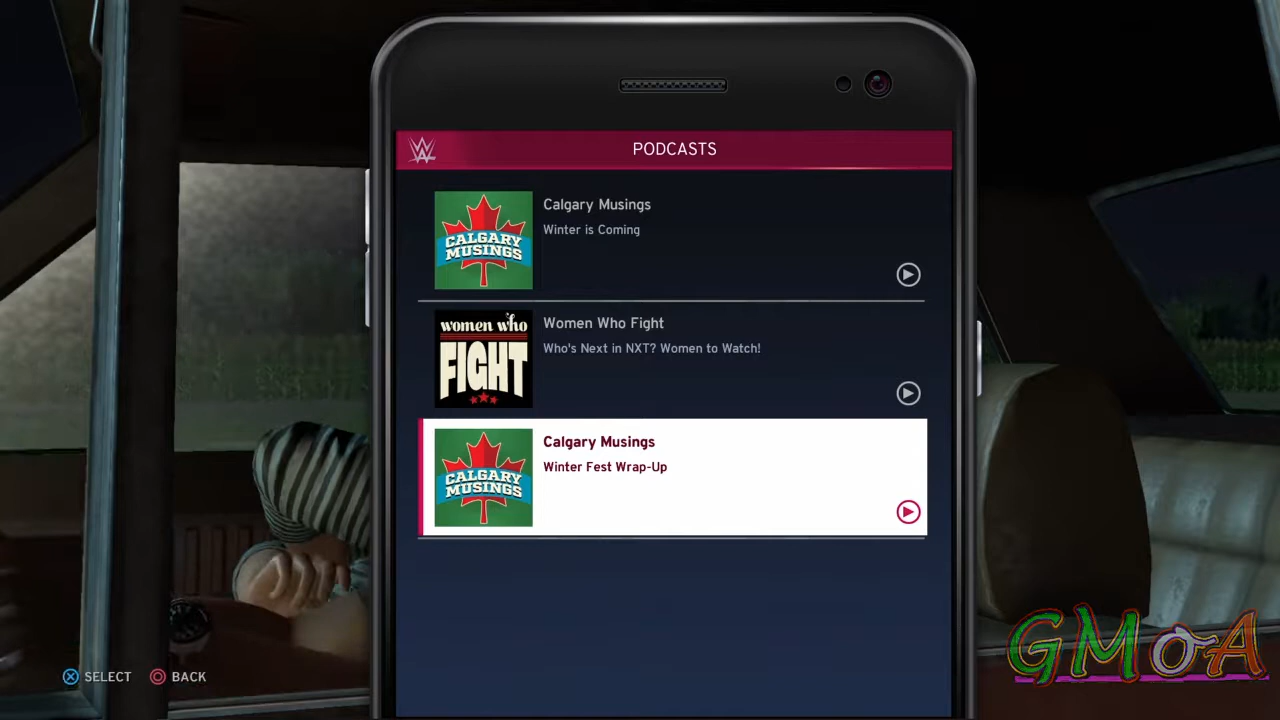 PODCASTS
CALGARY
MUSINGS
Calgary Musings
Winter is Coming
women who
FIGHT
Women Who Fight
Who's Next in NXT? Women to Watch!
CALGARY
MUSINGS
Calgary Musings
Winter Fest Wrap-Up
SELECT
BACK
GMoA